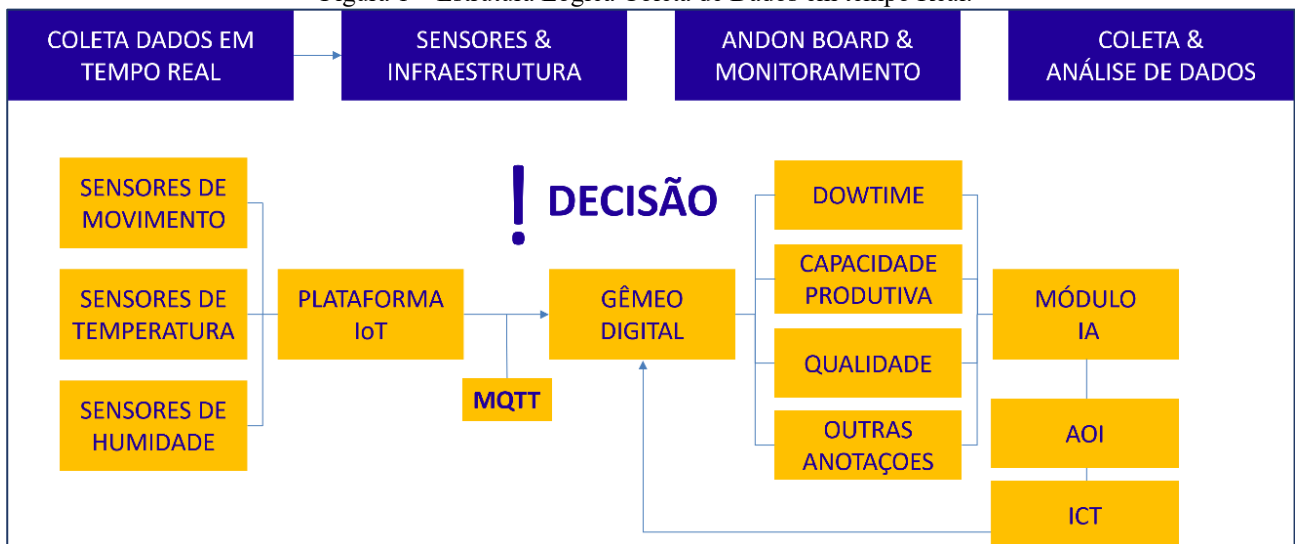 COLETA DADOS EM
TEMPO REAL
SENSORES &
INFRAESTRUTURA
ANDON BOARD &
MONITORAMENTO
COLETA &
ANÁLISE DE DADOS
SENSORES DE
MOVIMENTO
SENSORES DE
TEMPERATURA
SENSORES DE
HUMIDADE
PLATAFORMA
IoT
MQTT
! DECISÃO
GÊMEO
DIGITAL
DOWTIME
CAPACIDADE
PRODUTIVA
QUALIDADE
OUTRAS
ANOTAÇOES
MÓDULO
IA
AOI
ICT